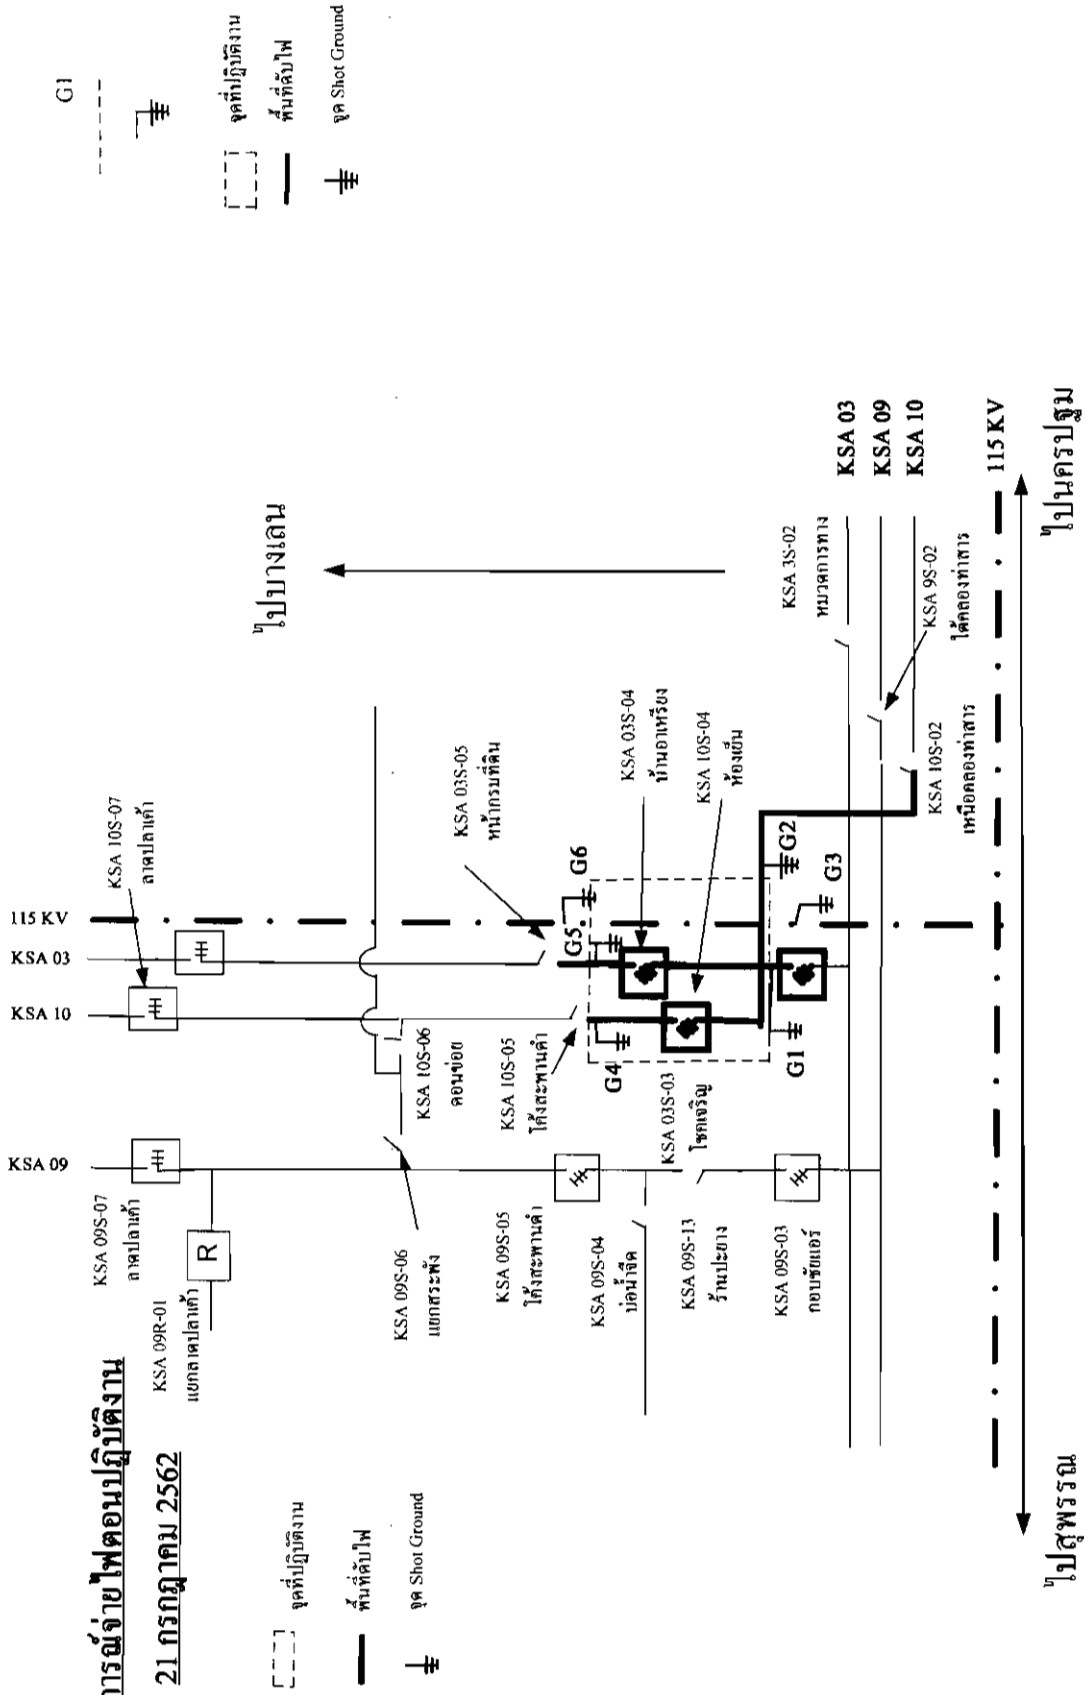 การณ์จ่ายไฟตอนปฏิบัติงาน
21 กรกฎาคม 2562
จุดที่ปฏิบัติงาน
พื้นที่ดับไฟ
จุด Shot Ground
G1
จุดที่ปฏิบัติงาน
พื้นที่ดับไฟ
จุด Shot Ground
KSA 09
KSA 10
KSA 03
115 KV
KSA 09S-07
ลาดปลาเค้า
KSA 10S-07
ลาดปลาเค้า
R
KSA 09R-01
แยกลาดปลาเค้า
KSA 09S-06
แยกสระพัง
KSA 10S-06
ดอนข่อย
KSA 03S-05
หน้ากรมที่ดิน
ไปบางเลน
KSA 09S-05
โค้งสะพานดำ
KSA 10S-05
โค้งสะพานดำ
G4
G5
G6
KSA 09S-04
บ่อน้ำจืด
KSA 03S-03
โชคเจริญ
KSA 03S-04
บ้านอาเหรียง
KSA 10S-04
ห้องเย็น
KSA 09S-13
ร้านปะยาง
KSA 09S-03
กอบชัยแอร์
G1
G2
G3
KSA 3S-02
หมวดการทาง
KSA 9S-02
ใต้คลองท่าสาร
KSA 10S-02
เหนือคลองท่าสาร
KSA 03
KSA 09
KSA 10
115 KV
ไปสุพรรณ
ไปนครปฐม